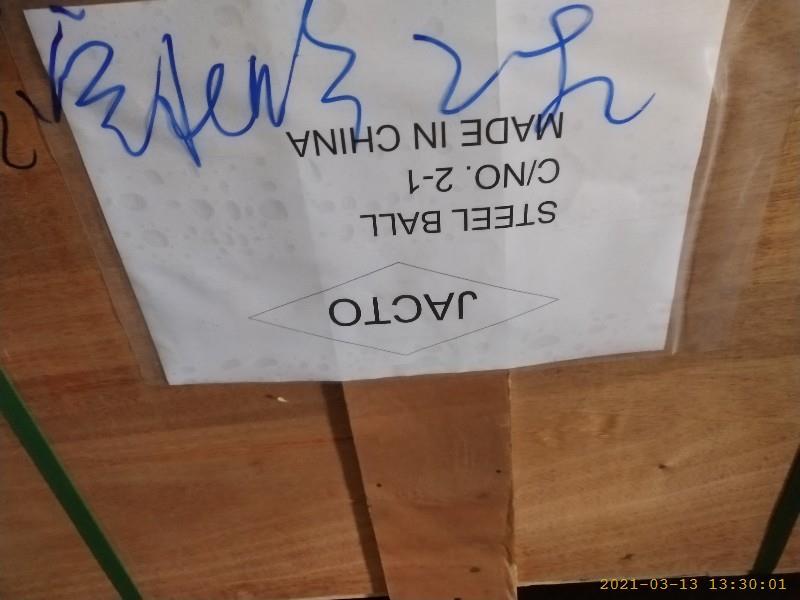 JACTO
STEEL BALL
C/NO. 2-1
MADE IN CHINA
2021-03-13 13:30:01